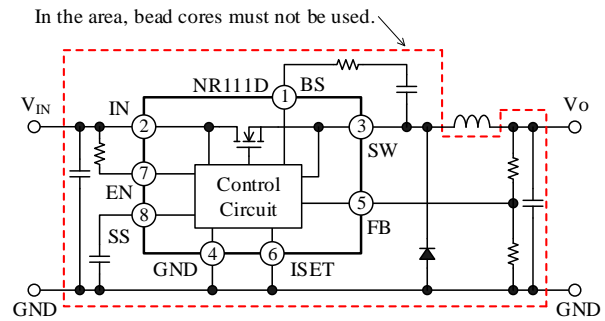 In the area, bead cores must not be used.
NR111D
BS
1
VIN
IN
2
3
SW
VO
7
EN
Control
Circuit
5
FB
8
SS
4
6
GND
ISET
GND
GND